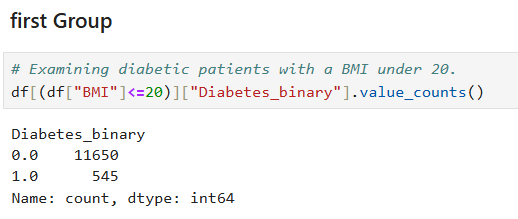 first Group
# Examining diabetic patients with a BMI under 20.
df[(df["BMI"]<=20)]["Diabetes_binary"].value_counts()
Diabetes_binary
0.0    11650
1.0      545
Name: count, dtype: int64